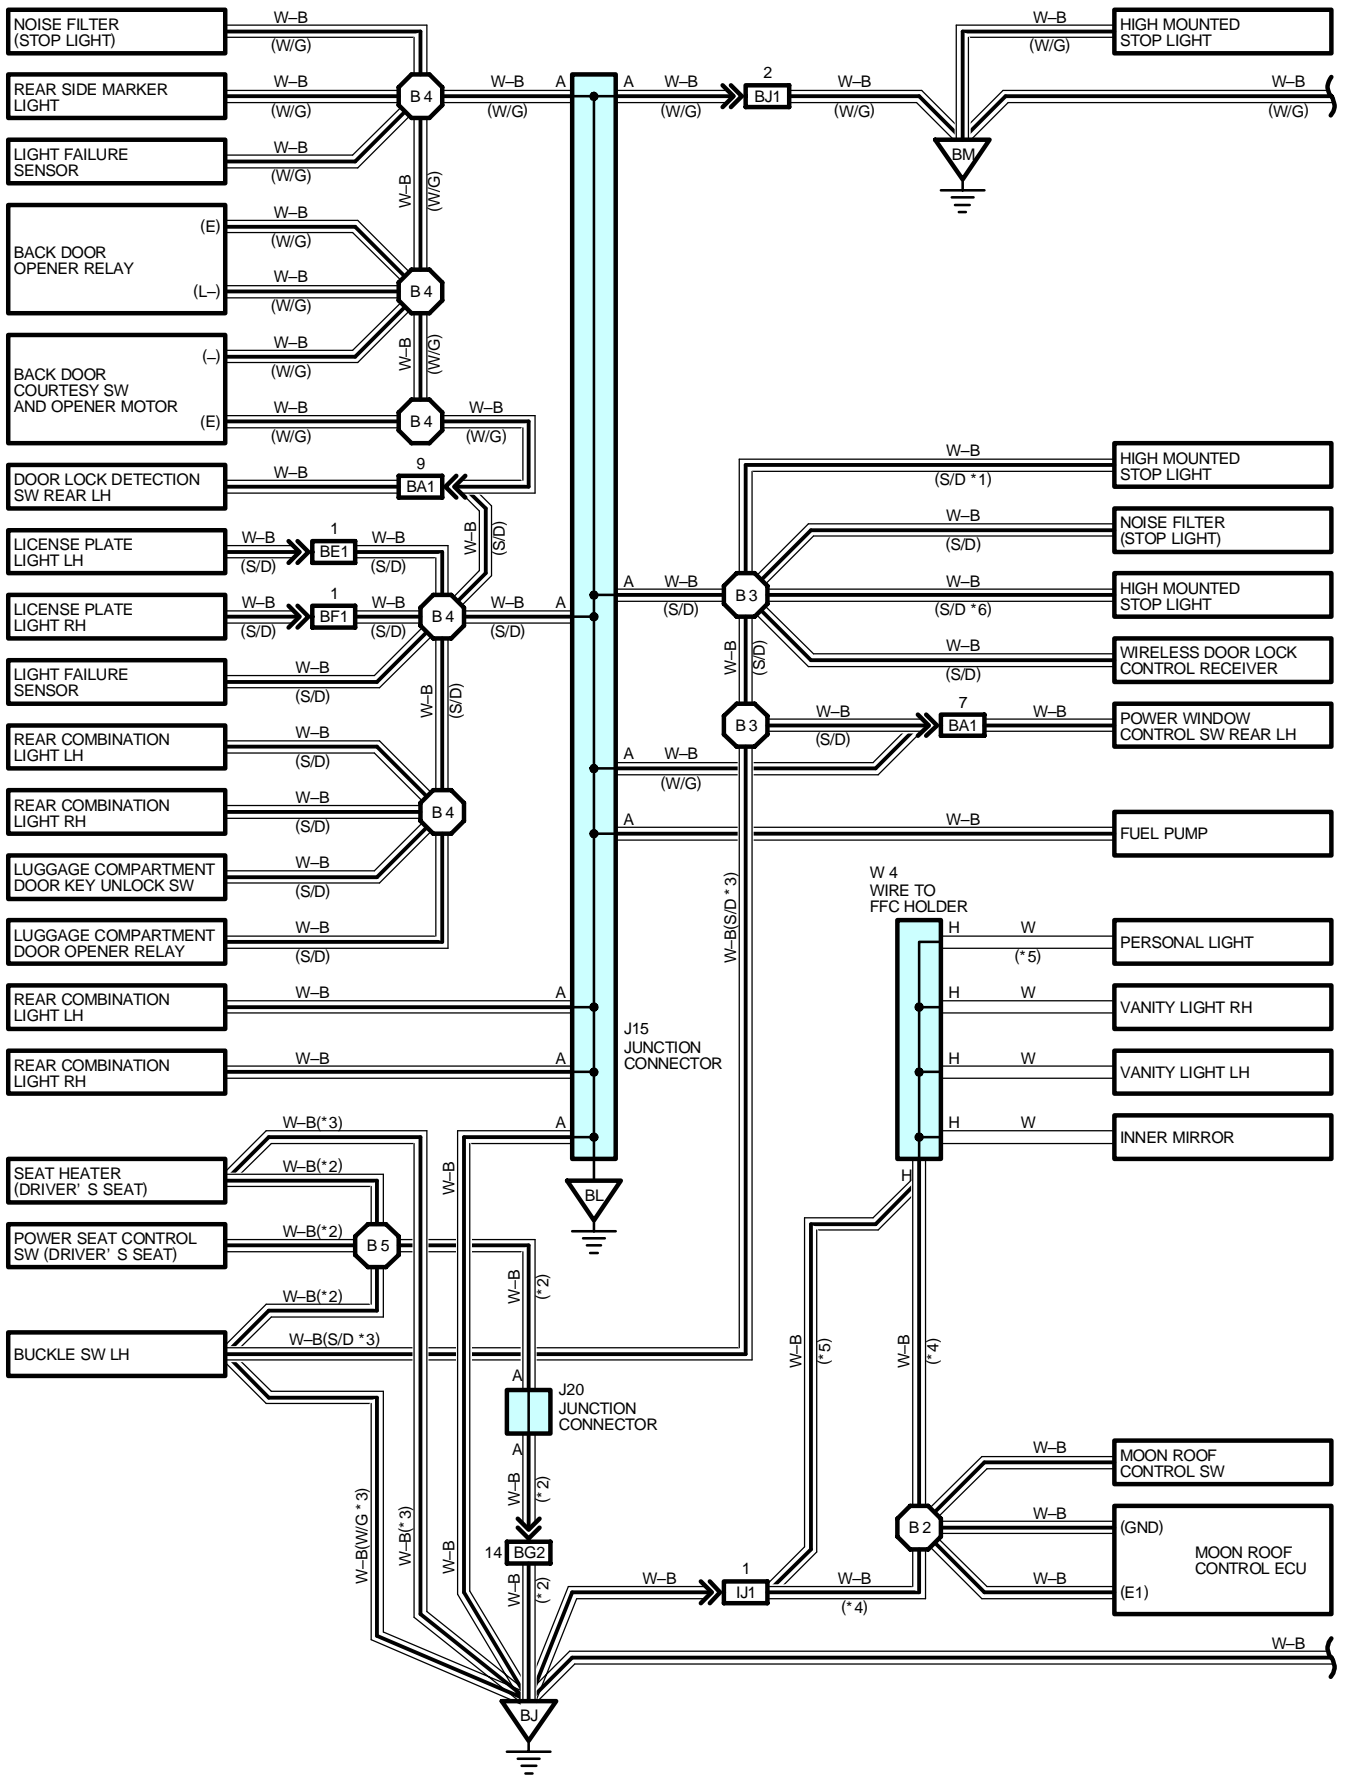 NOISE FILTER
(STOP LIGHT)
W–B
(W/G)
REAR SIDE MARKER
LIGHT
W–B
(W/G)
B 4
W–B
(W/G)
A
LIGHT FAILURE
SENSOR
W–B
(W/G)
W–B
(W/G)
BACK DOOR
OPENER RELAY
(E)
W–B
(W/G)
(L–)
W–B
(W/G)
B 4
W–B
(W/G)
BACK DOOR
COURTESY SW
AND OPENER MOTOR
(–)
W–B
(W/G)
(E)
W–B
(W/G)
B 4
W–B
(W/G)
DOOR LOCK DETECTION
SW REAR LH
W–B
9
BA1
W–B
(S/D)
LICENSE PLATE
LIGHT LH
W–B
(S/D)
1
BE1
W–B
(S/D)
LICENSE PLATE
LIGHT RH
W–B
(S/D)
1
BF1
W–B
(S/D)
B 4
W–B
(S/D)
A
LIGHT FAILURE
SENSOR
W–B
(S/D)
W–B
(S/D)
REAR COMBINATION
LIGHT LH
W–B
(S/D)
REAR COMBINATION
LIGHT RH
W–B
(S/D)
B 4
LUGGAGE COMPARTMENT
DOOR KEY UNLOCK SW
W–B
(S/D)
LUGGAGE COMPARTMENT
DOOR OPENER RELAY
W–B
(S/D)
REAR COMBINATION
LIGHT LH
W–B
A
REAR COMBINATION
LIGHT RH
W–B
A
A
W–B
J15
JUNCTION
CONNECTOR
BL
A
W–B
(W/G)
2
BJ1
W–B
(W/G)
BM
W–B
(W/G)
HIGH MOUNTED
STOP LIGHT
W–B
(W/G)
W–B
(S/D *1)
HIGH MOUNTED
STOP LIGHT
W–B
(S/D)
NOISE FILTER
(STOP LIGHT)
A
W–B
(S/D)
B 3
W–B
(S/D *6)
HIGH MOUNTED
STOP LIGHT
W–B
(S/D)
WIRELESS DOOR LOCK
CONTROL RECEIVER
W–B
(S/D)
B 3
W–B
(S/D)
7
BA1
W–B
POWER WINDOW
CONTROL SW REAR LH
A
W–B
(W/G)
A
W–B
FUEL PUMP
W–B(S/D *3)
W 4
WIRE TO
FFC HOLDER
H
W
(*5)
PERSONAL LIGHT
H
W
VANITY LIGHT RH
H
W
VANITY LIGHT LH
H
W
INNER MIRROR
H
W–B
(*5)
W–B
(*4)
SEAT HEATER
(DRIVER' S SEAT)
W–B(*3)
W–B(*2)
POWER SEAT CONTROL
SW (DRIVER' S SEAT)
W–B(*2)
B 5
W–B
(*2)
W–B(*2)
BUCKLE SW LH
W–B(S/D *3)
A
J20
JUNCTION
CONNECTOR
A
W–B
(*2)
14
BG2
W–B
(*2)
W–B(W/G *3)
W–B(*3)
W–B
W–B
1
IJ1
W–B
(*4)
B 2
W–B
MOON ROOF
CONTROL SW
W–B
(GND)
MOON ROOF
CONTROL ECU
W–B
(E1)
W–B
BJ